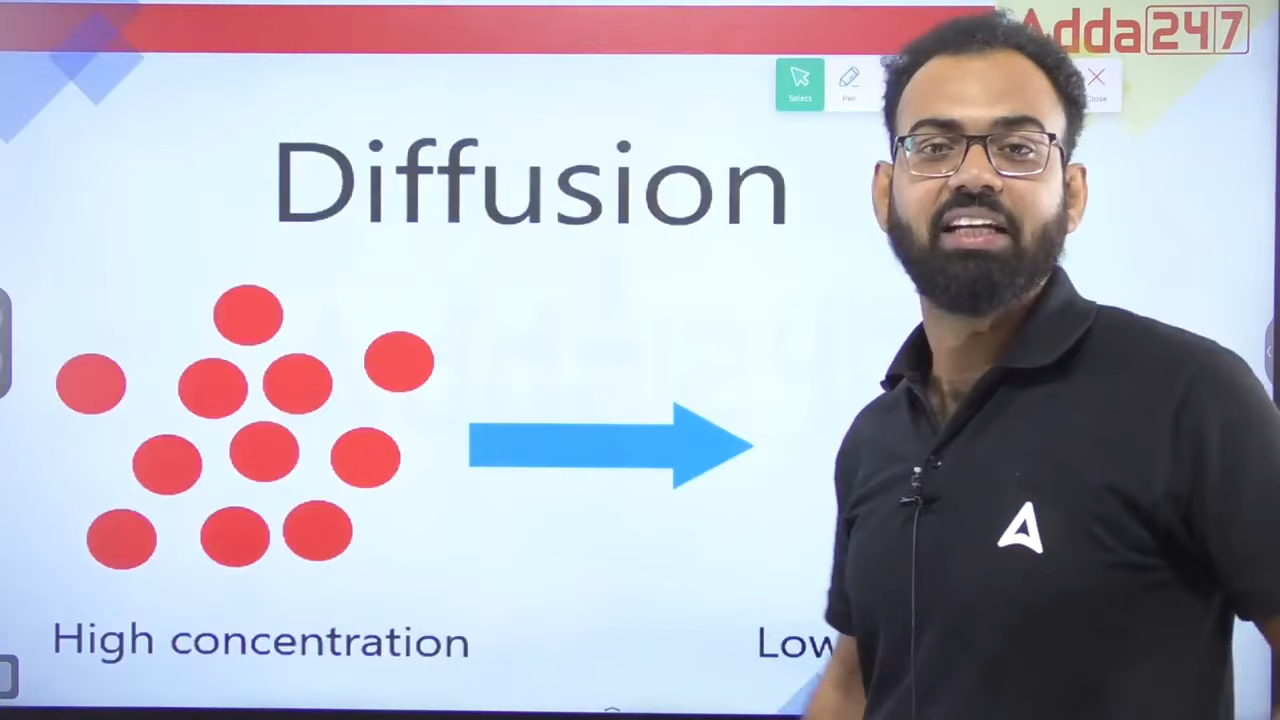 Adda247
Select
Pen
Close
Diffusion
High concentration
Low